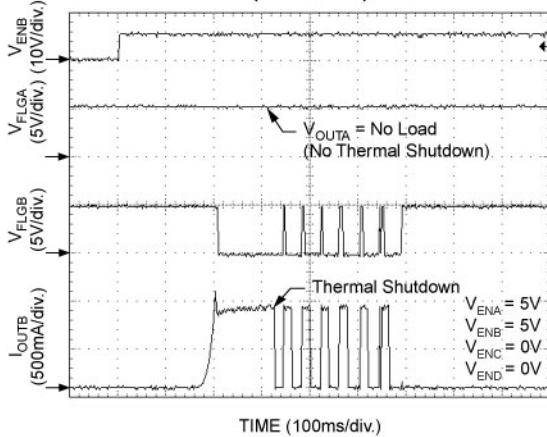 V_ENB
(10V/div.)
V_FLGA
(5V/div.)
V_OUTA = No Load
(No Thermal Shutdown)
V_FLGB
(5V/div.)
Thermal Shutdown
I_OUTB
(500mA/div.)
V_ENA = 5V
V_ENB = 5V
V_ENC = 0V
V_END = 0V
TIME (100ms/div.)